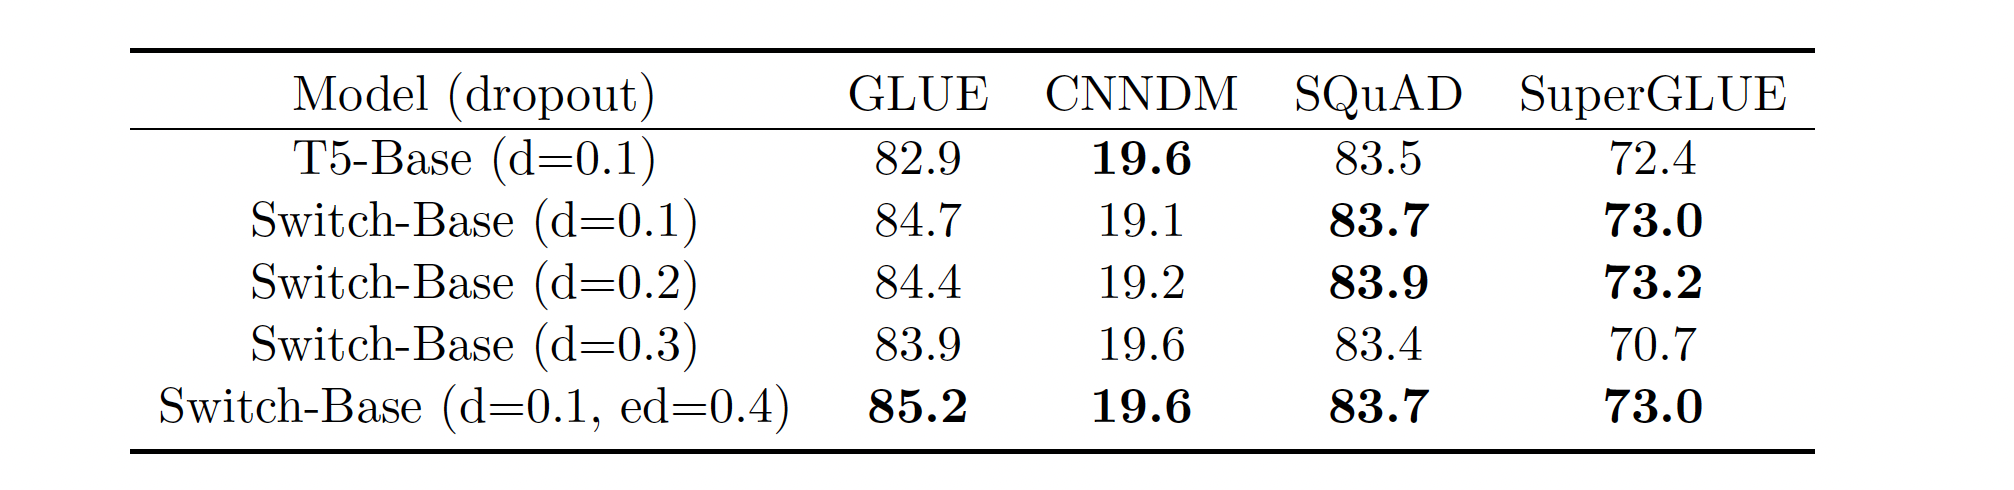 Model (dropout) GLUE CNNDM SQuAD SuperGLUE
T5-Base (d=0.1) 82.9 19.6 83.5 72.4
Switch-Base (d=0.1) 84.7 19.1 83.7 73.0
Switch-Base (d=0.2) 84.4 19.2 83.9 73.2
Switch-Base (d=0.3) 83.9 19.6 83.4 70.7
Switch-Base (d=0.1, ed=0.4) 85.2 19.6 83.7 73.0